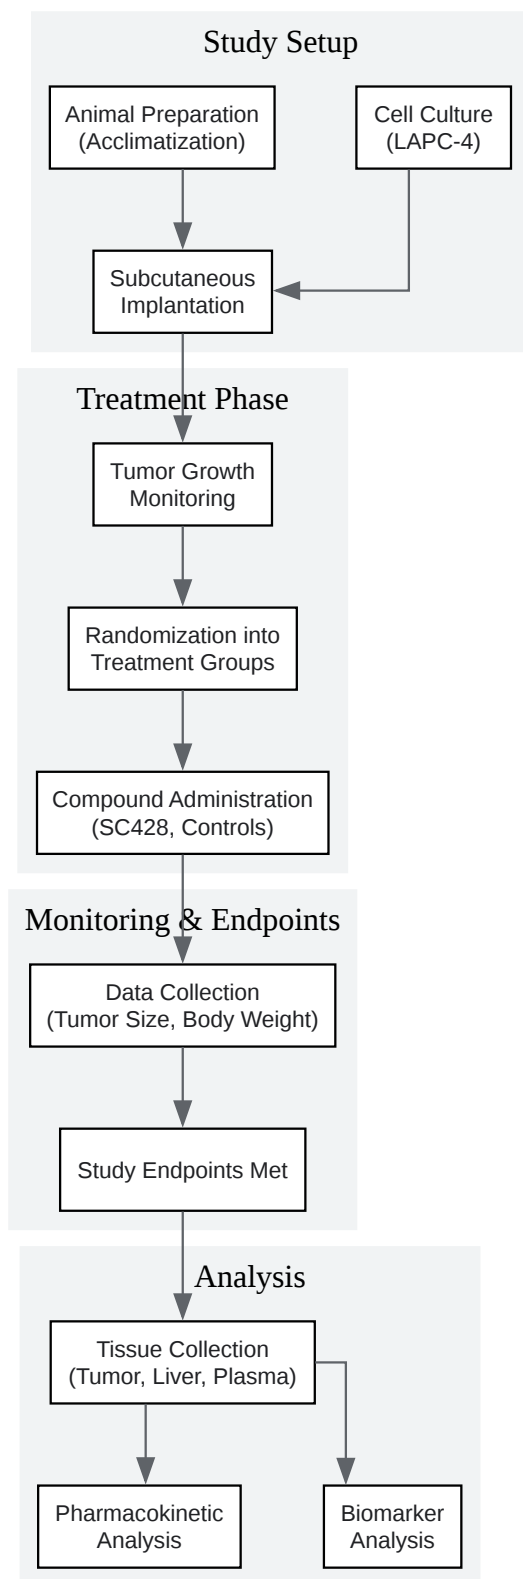 Study Setup
Animal Preparation
(Acclimatization)
Cell Culture
(LAPC-4)
Subcutaneous
Implantation
Treatment Phase
Tumor Growth
Monitoring
Randomization into
Treatment Groups
Compound Administration
(SC428, Controls)
Monitoring & Endpoints
Data Collection
(Tumor Size, Body Weight)
Study Endpoints Met
Analysis
Tissue Collection
(Tumor, Liver, Plasma)
Pharmacokinetic
Analysis
Biomarker
Analysis